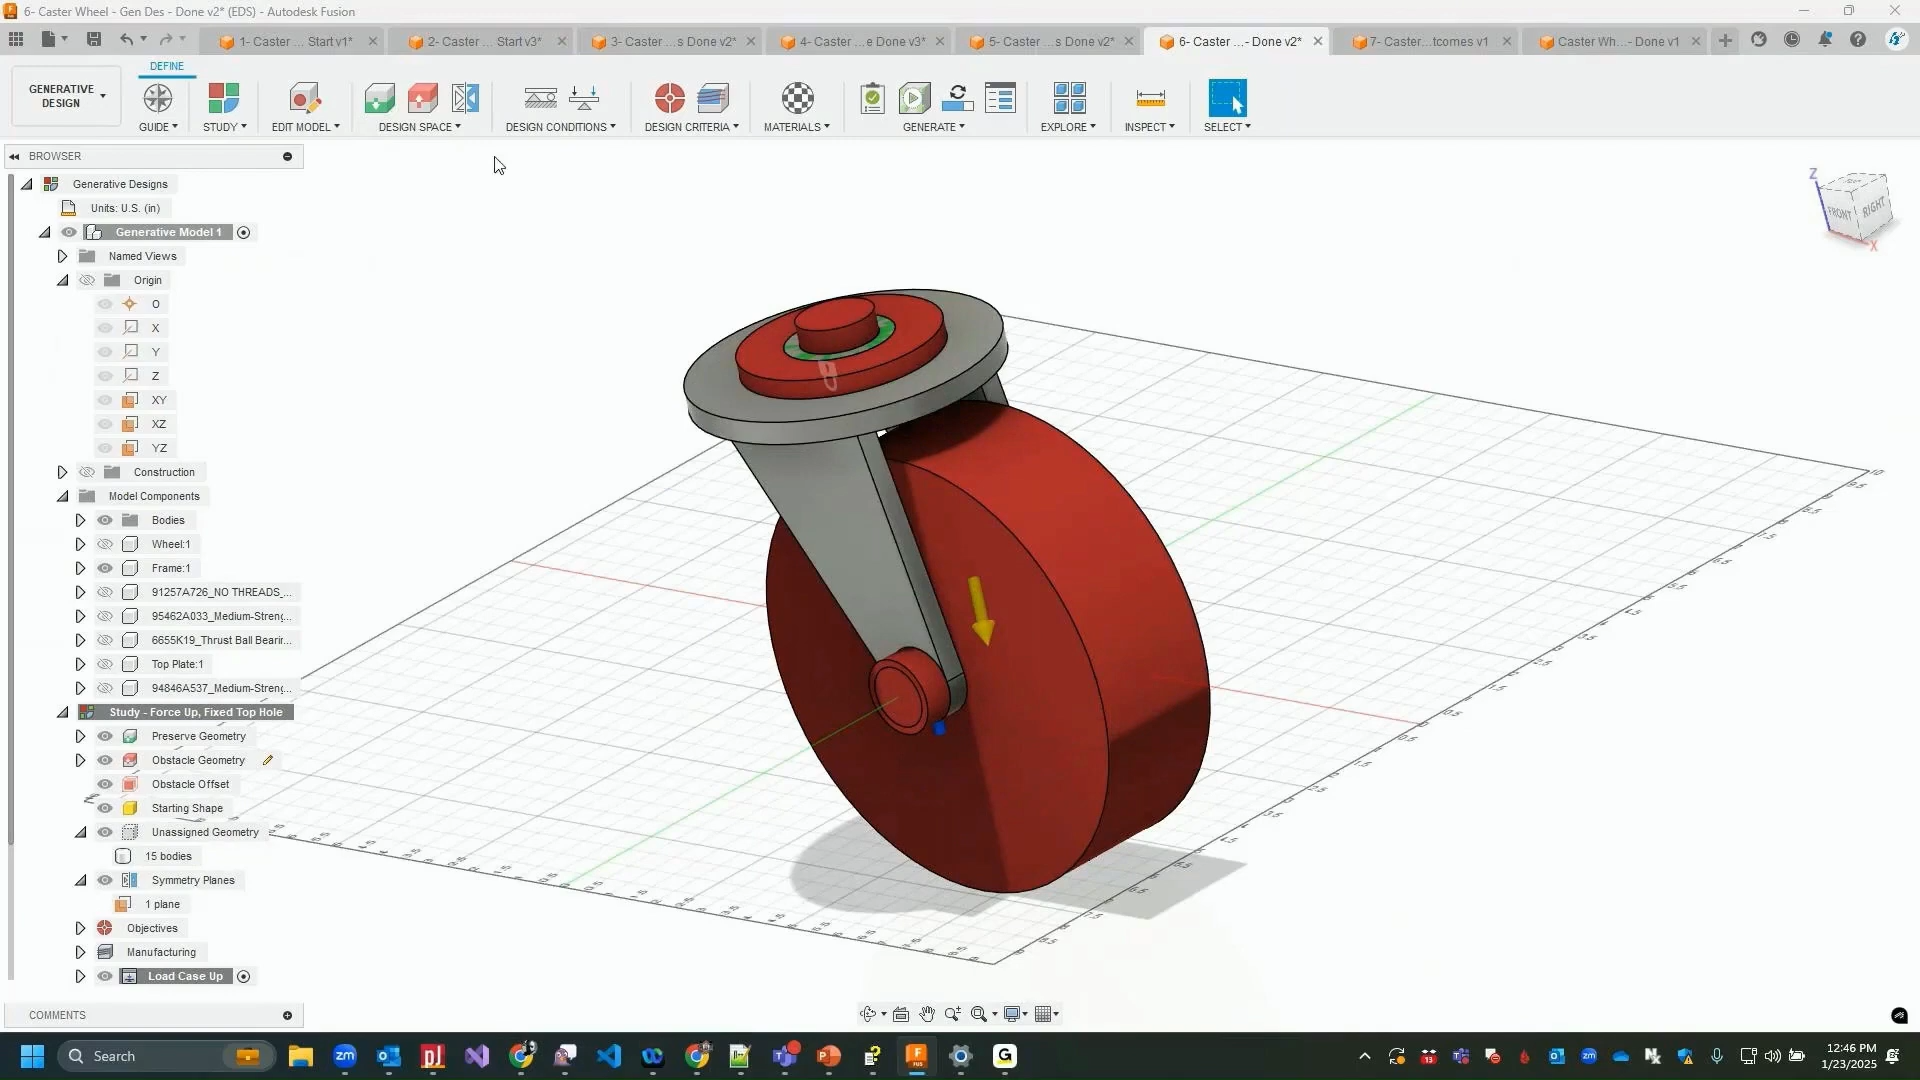 6- Caster Wheel - Gen Des - Done v2* (EDS) - Autodesk Fusion
1- Caster ... Start v1*
2- Caster ... Start v3*
3- Caster ...s Done v2*
4- Caster ...e Done v3*
5- Caster ...s Done v2*
6- Caster ...- Done v2*
7- Caster...tcomes v1
Caster Wh...- Done v1
DEFINE
GENERATIVE
DESIGN
GUIDE
STUDY
EDIT MODEL
DESIGN SPACE
DESIGN CONDITIONS
DESIGN CRITERIA
MATERIALS
GENERATE
EXPLORE
INSPECT
SELECT
BROWSER
Generative Designs
Units: U.S. (in)
Generative Model 1
Named Views
Origin
O
X
Y
Z
XY
XZ
YZ
Construction
Model Components
Bodies
Wheel:1
Frame:1
91257A726_NO THREADS_...
95462A033_Medium-Streng...
6655K19_Thrust Ball Bearin...
Top Plate:1
94846A537_Medium-Streng...
Study - Force Up, Fixed Top Hole
Preserve Geometry
Obstacle Geometry
Obstacle Offset
Starting Shape
Unassigned Geometry
15 bodies
Symmetry Planes
1 plane
Objectives
Manufacturing
Load Case Up
COMMENTS
Z
FRONT
RIGHT
X
Search
12:46 PM
1/23/2025